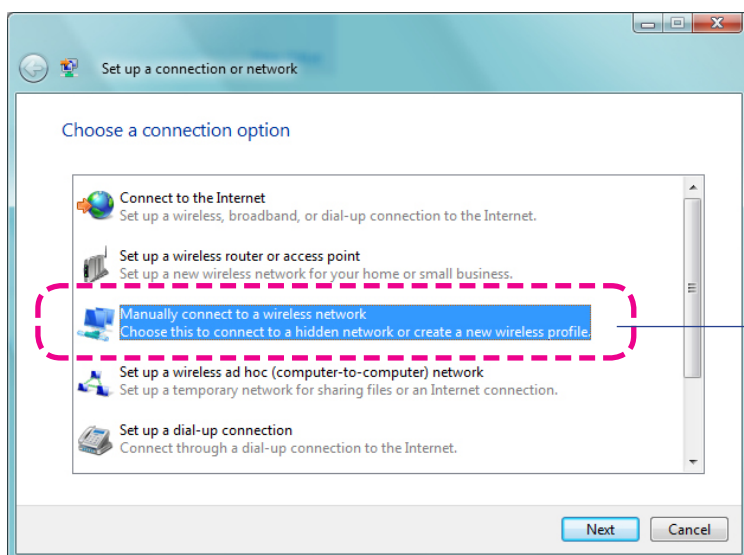 Set up a connection or network
Choose a connection option
Connect to the Internet
Set up a wireless, broadband, or dial-up connection to the Internet.
Set up a wireless router or access point
Set up a new wireless network for your home or small business.
Manually connect to a wireless network
Choose this to connect to a hidden network or create a new wireless profile.
Set up a wireless ad hoc (computer-to-computer) network
Set up a temporary network for sharing files or an Internet connection.
Set up a dial-up connection
Connect through a dial-up connection to the Internet.
Next Cancel